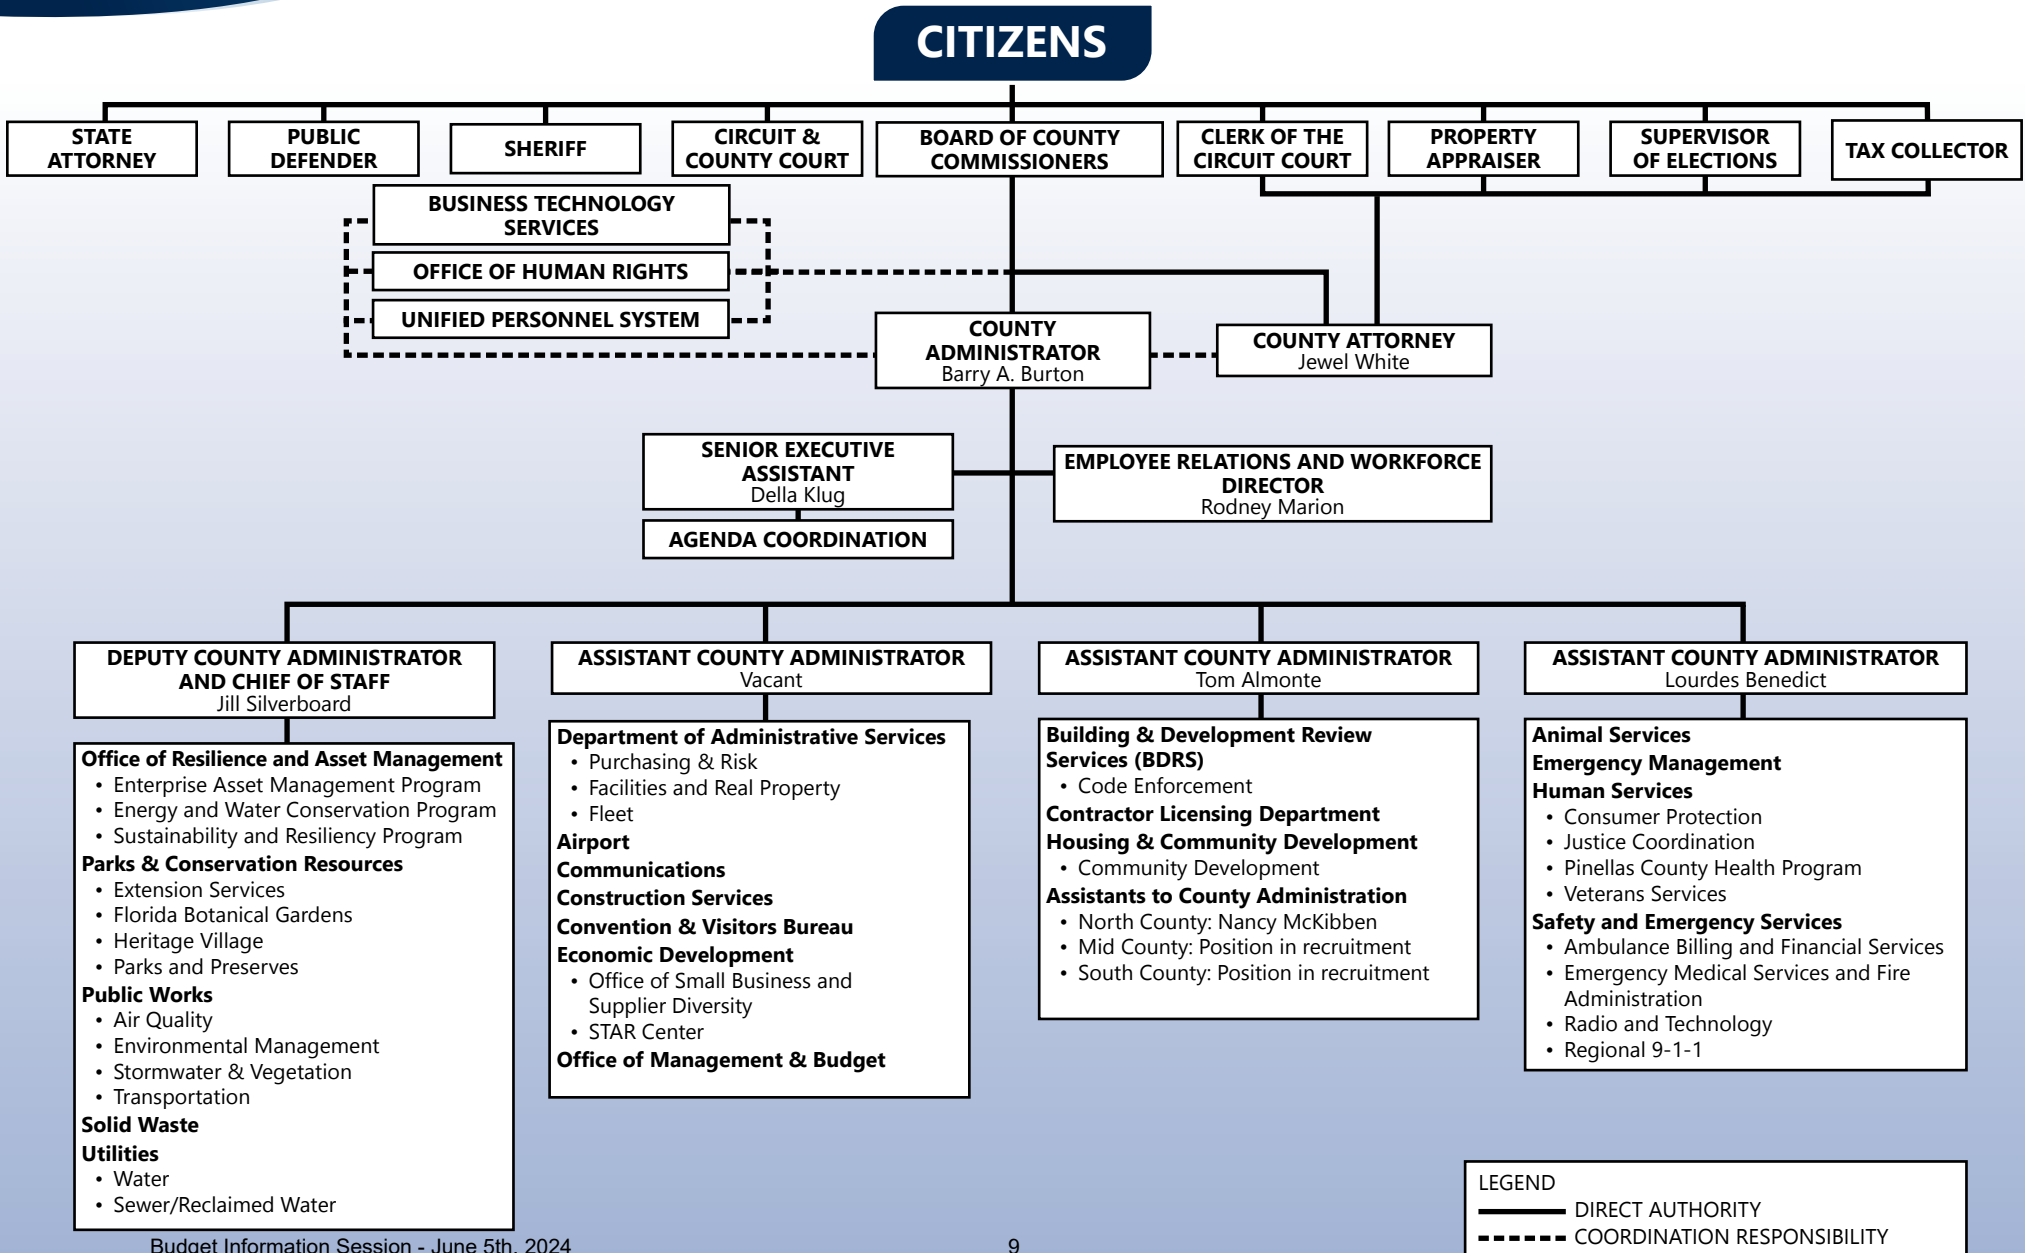 CITIZENS
STATE
ATTORNEY
PUBLIC
DEFENDER
SHERIFF
CIRCUIT &
COUNTY COURT
BOARD OF COUNTY
COMMISSIONERS
CLERK OF THE
CIRCUIT COURT
PROPERTY
APPRAISER
SUPERVISOR
OF ELECTIONS
TAX COLLECTOR
BUSINESS TECHNOLOGY
SERVICES
OFFICE OF HUMAN RIGHTS
UNIFIED PERSONNEL SYSTEM
COUNTY
ADMINISTRATOR
Barry A. Burton
COUNTY ATTORNEY
Jewel White
SENIOR EXECUTIVE
ASSISTANT
Della Klug
AGENDA COORDINATION
EMPLOYEE RELATIONS AND WORKFORCE
DIRECTOR
Rodney Marion
DEPUTY COUNTY ADMINISTRATOR
AND CHIEF OF STAFF
Jill Silverboard
Office of Resilience and Asset Management
• Enterprise Asset Management Program
• Energy and Water Conservation Program
• Sustainability and Resiliency Program
Parks & Conservation Resources
• Extension Services
• Florida Botanical Gardens
• Heritage Village
• Parks and Preserves
Public Works
• Air Quality
• Environmental Management
• Stormwater & Vegetation
• Transportation
Solid Waste
Utilities
• Water
• Sewer/Reclaimed Water
ASSISTANT COUNTY ADMINISTRATOR
Vacant
Department of Administrative Services
• Purchasing & Risk
• Facilities and Real Property
• Fleet
Airport
Communications
Construction Services
Convention & Visitors Bureau
Economic Development
• Office of Small Business and
Supplier Diversity
• STAR Center
Office of Management & Budget
ASSISTANT COUNTY ADMINISTRATOR
Tom Almonte
Building & Development Review
Services (BDRS)
• Code Enforcement
Contractor Licensing Department
Housing & Community Development
• Community Development
Assistants to County Administration
• North County: Nancy McKibben
• Mid County: Position in recruitment
• South County: Position in recruitment
ASSISTANT COUNTY ADMINISTRATOR
Lourdes Benedict
Animal Services
Emergency Management
Human Services
• Consumer Protection
• Justice Coordination
• Pinellas County Health Program
• Veterans Services
Safety and Emergency Services
• Ambulance Billing and Financial Services
• Emergency Medical Services and Fire
Administration
• Radio and Technology
• Regional 9-1-1
LEGEND
DIRECT AUTHORITY
COORDINATION RESPONSIBILITY
Budget Information Session - June 5th, 2024
9